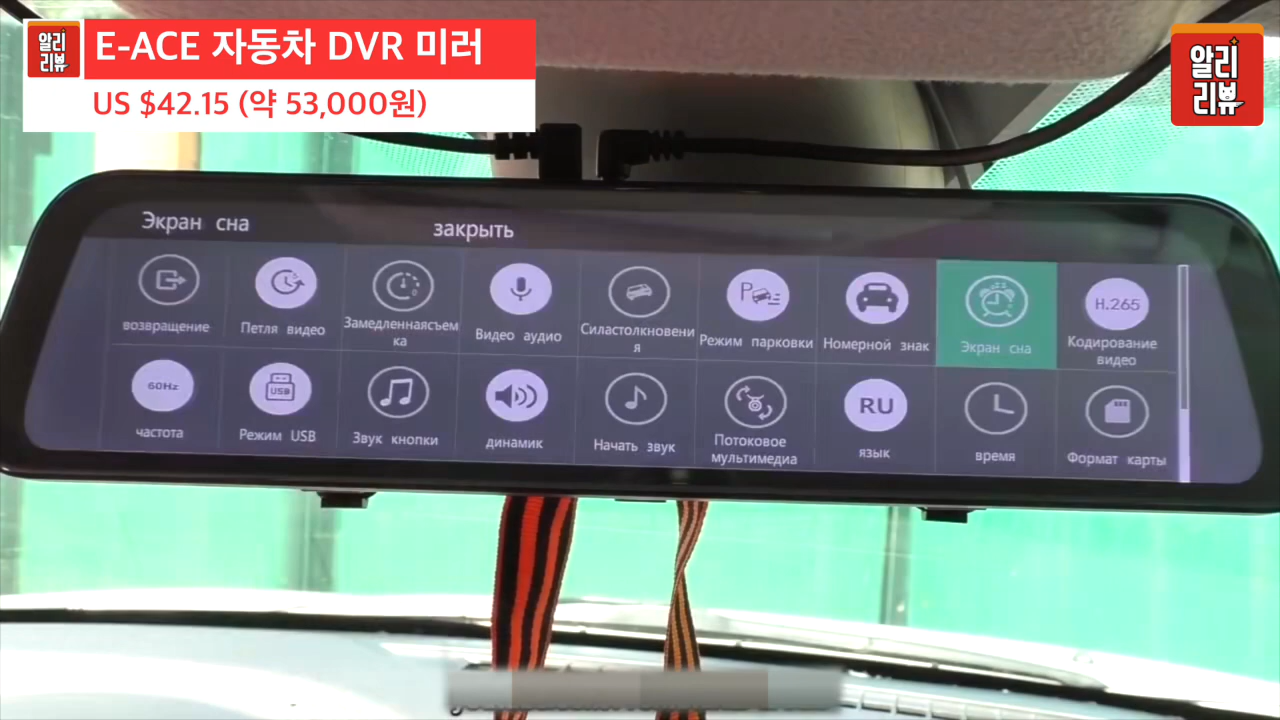 알리
리뷰
E-ACE 자동차 DVR 미러
US $42.15 (약 53,000원)
알리
리뷰
Экран сна
закрыть
возвращение
Петля видео
Замедленнаясъем
ка
Видео аудио
Силастолкновени
я
P
Режим парковки
Номерной знак
Экран сна
H.265
Кодирование
видео
60Hz
частота
USB
Режим USB
Звук кнопки
динамик
Начать звук
Потоковое
мультимедиа
RU
язык
время
Формат карты